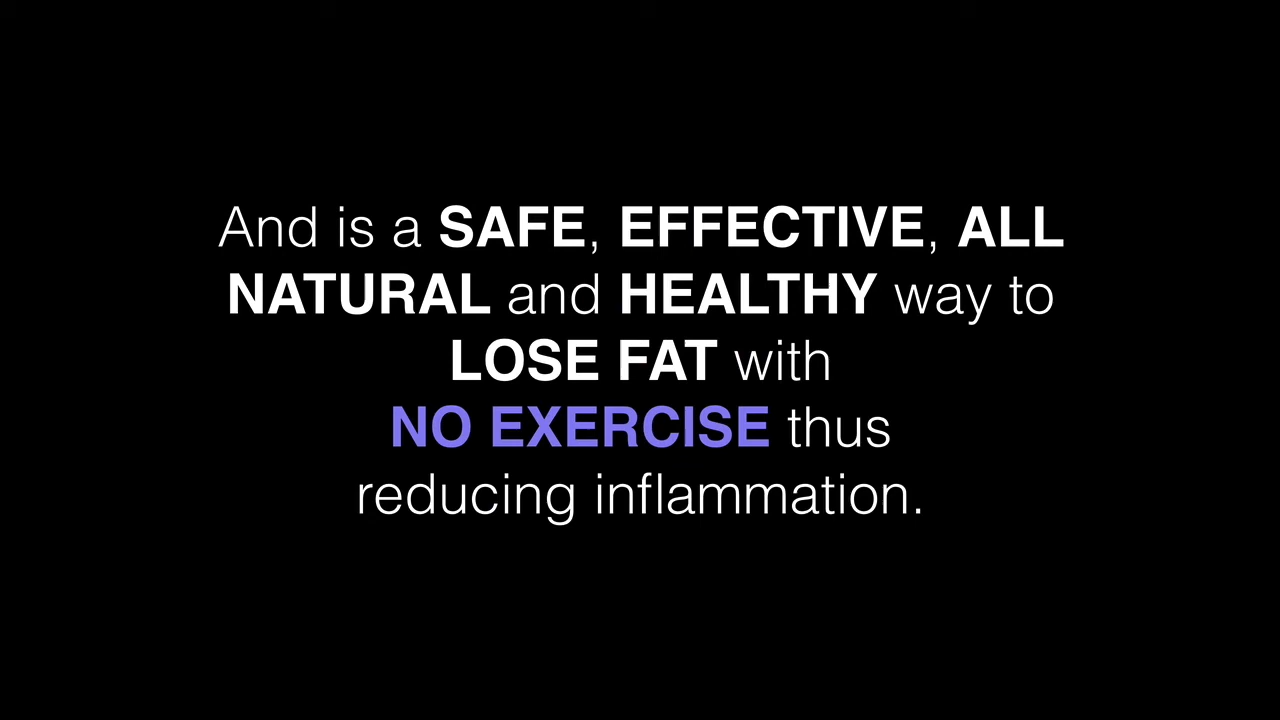 And is a SAFE, EFFECTIVE, ALL
NATURAL and HEALTHY way to
LOSE FAT with
NO EXERCISE thus
reducing inflammation.